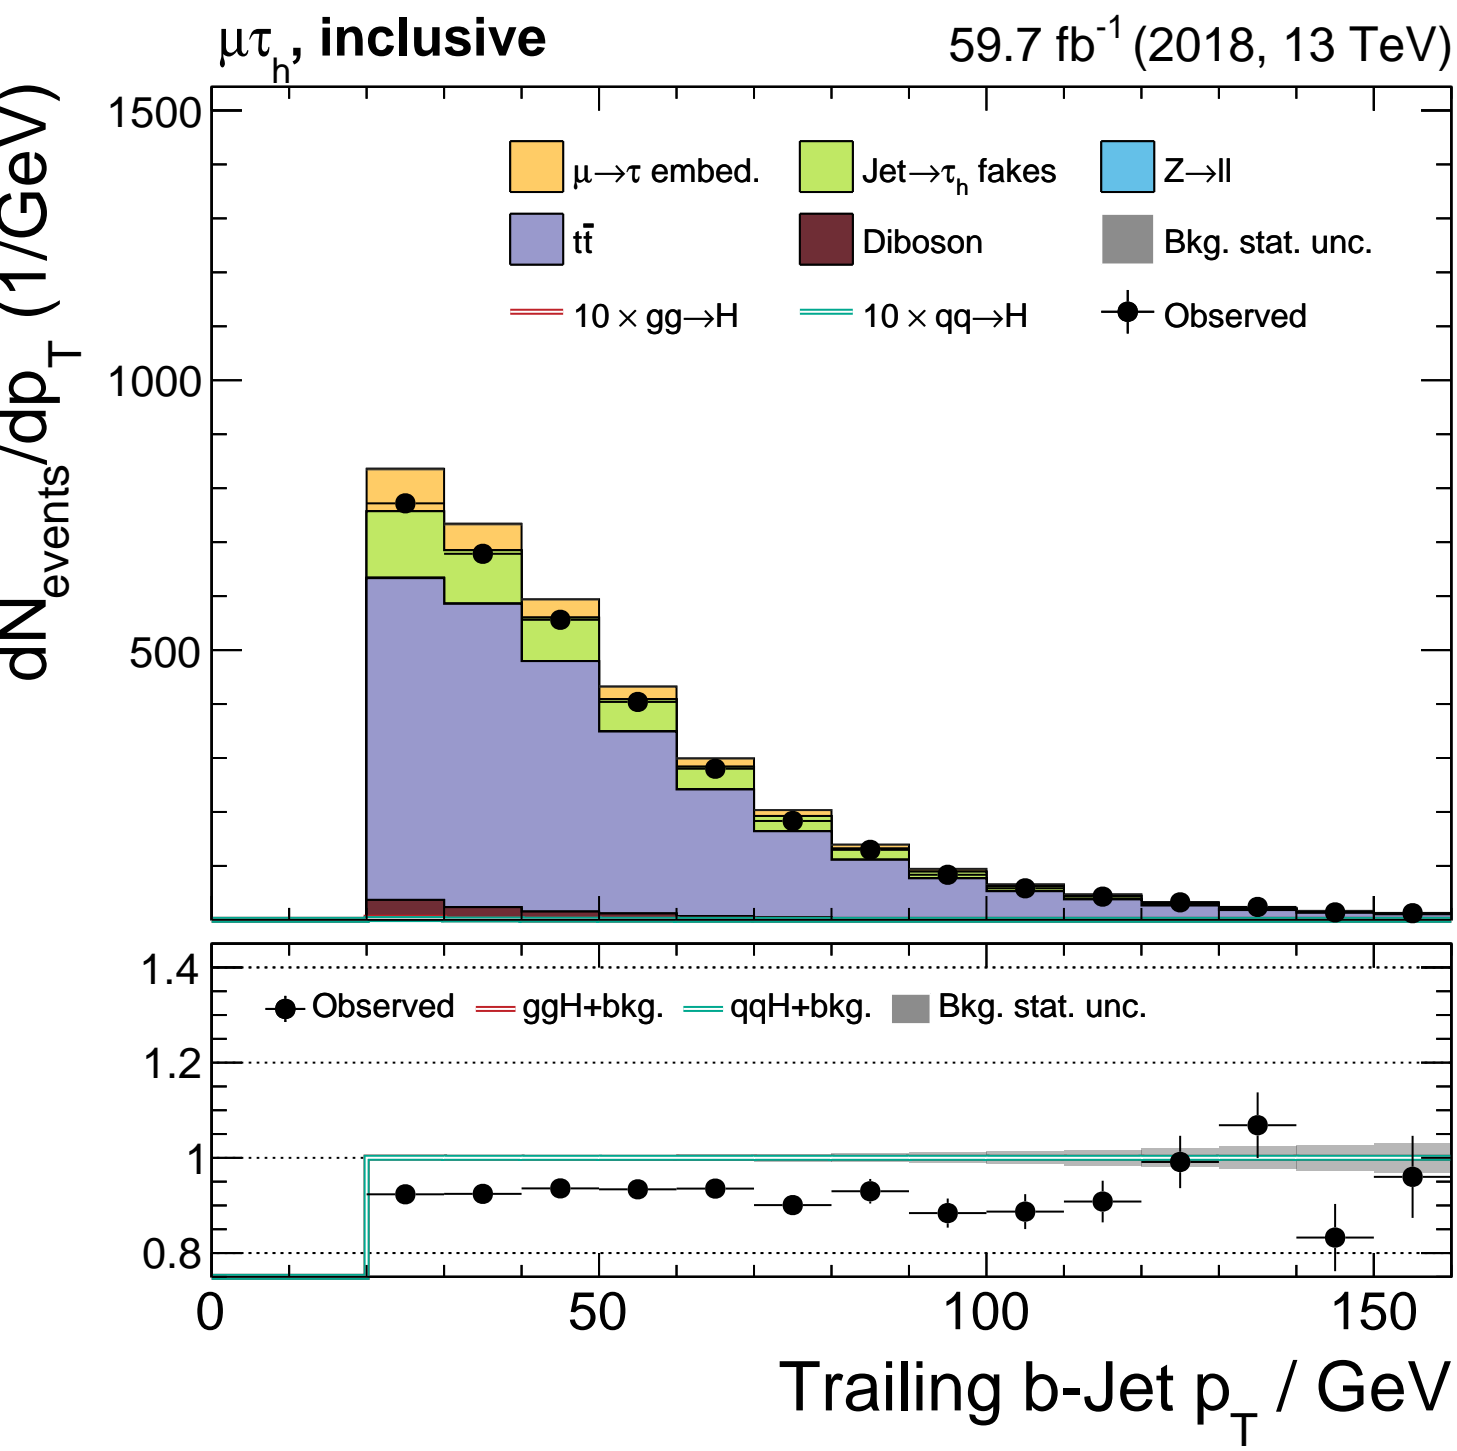 μτh, inclusive
59.7 fb-1 (2018, 13 TeV)
dNevents/dpT (1/GeV)
1500
1000
500
μ→τ embed.
Jet→τh fakes
Z→ll
tt̄
Diboson
Bkg. stat. unc.
10 × gg→H
10 × qq→H
Observed
1.4
1.2
1
0.8
Observed
ggH+bkg.
qqH+bkg.
Bkg. stat. unc.
0
50
100
150
Trailing b-Jet pT / GeV